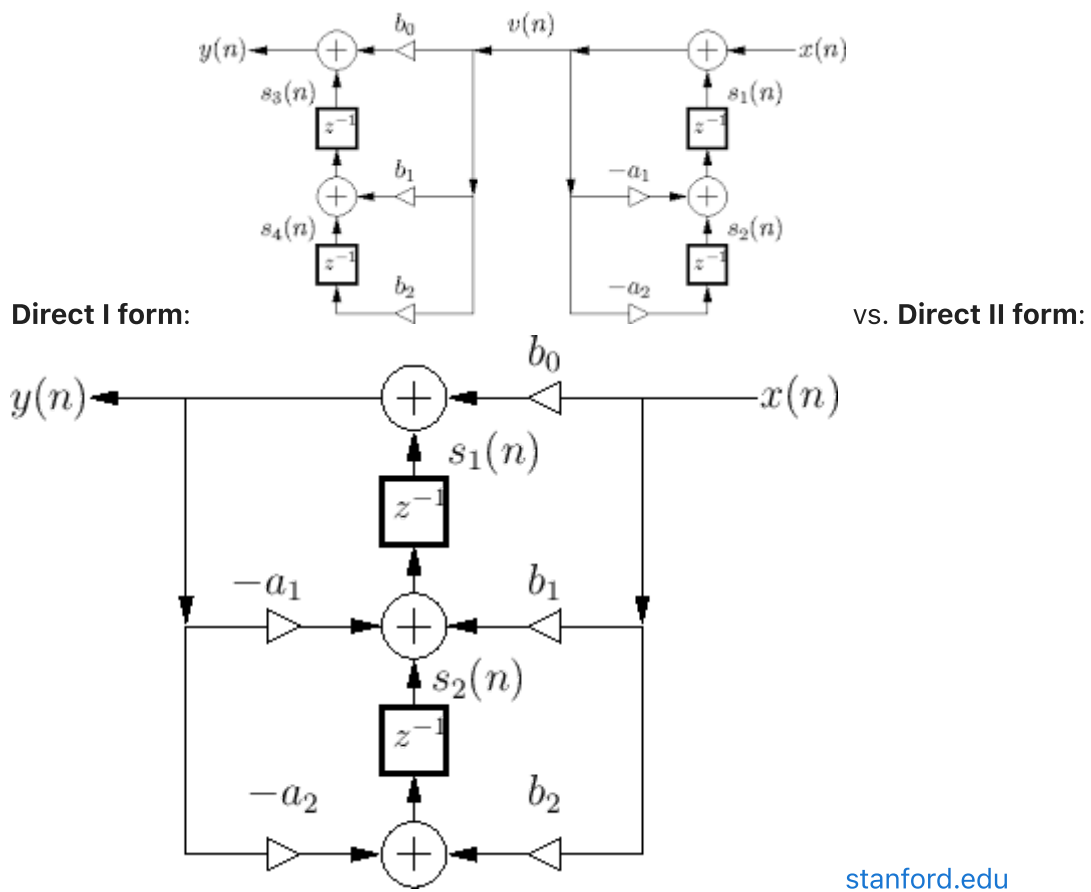 b₀
v(n)
y(n) + + x(n)
s₃(n) s₁(n)
z⁻¹ z⁻¹
b₁ −a₁
+ +
s₄(n) s₂(n)
z⁻¹ z⁻¹
b₂ −a₂
Direct I form: vs. Direct II form:
b₀
y(n) + x(n)
s₁(n)
z⁻¹
−a₁ b₁
+
s₂(n)
z⁻¹
−a₂ b₂
+
stanford.edu